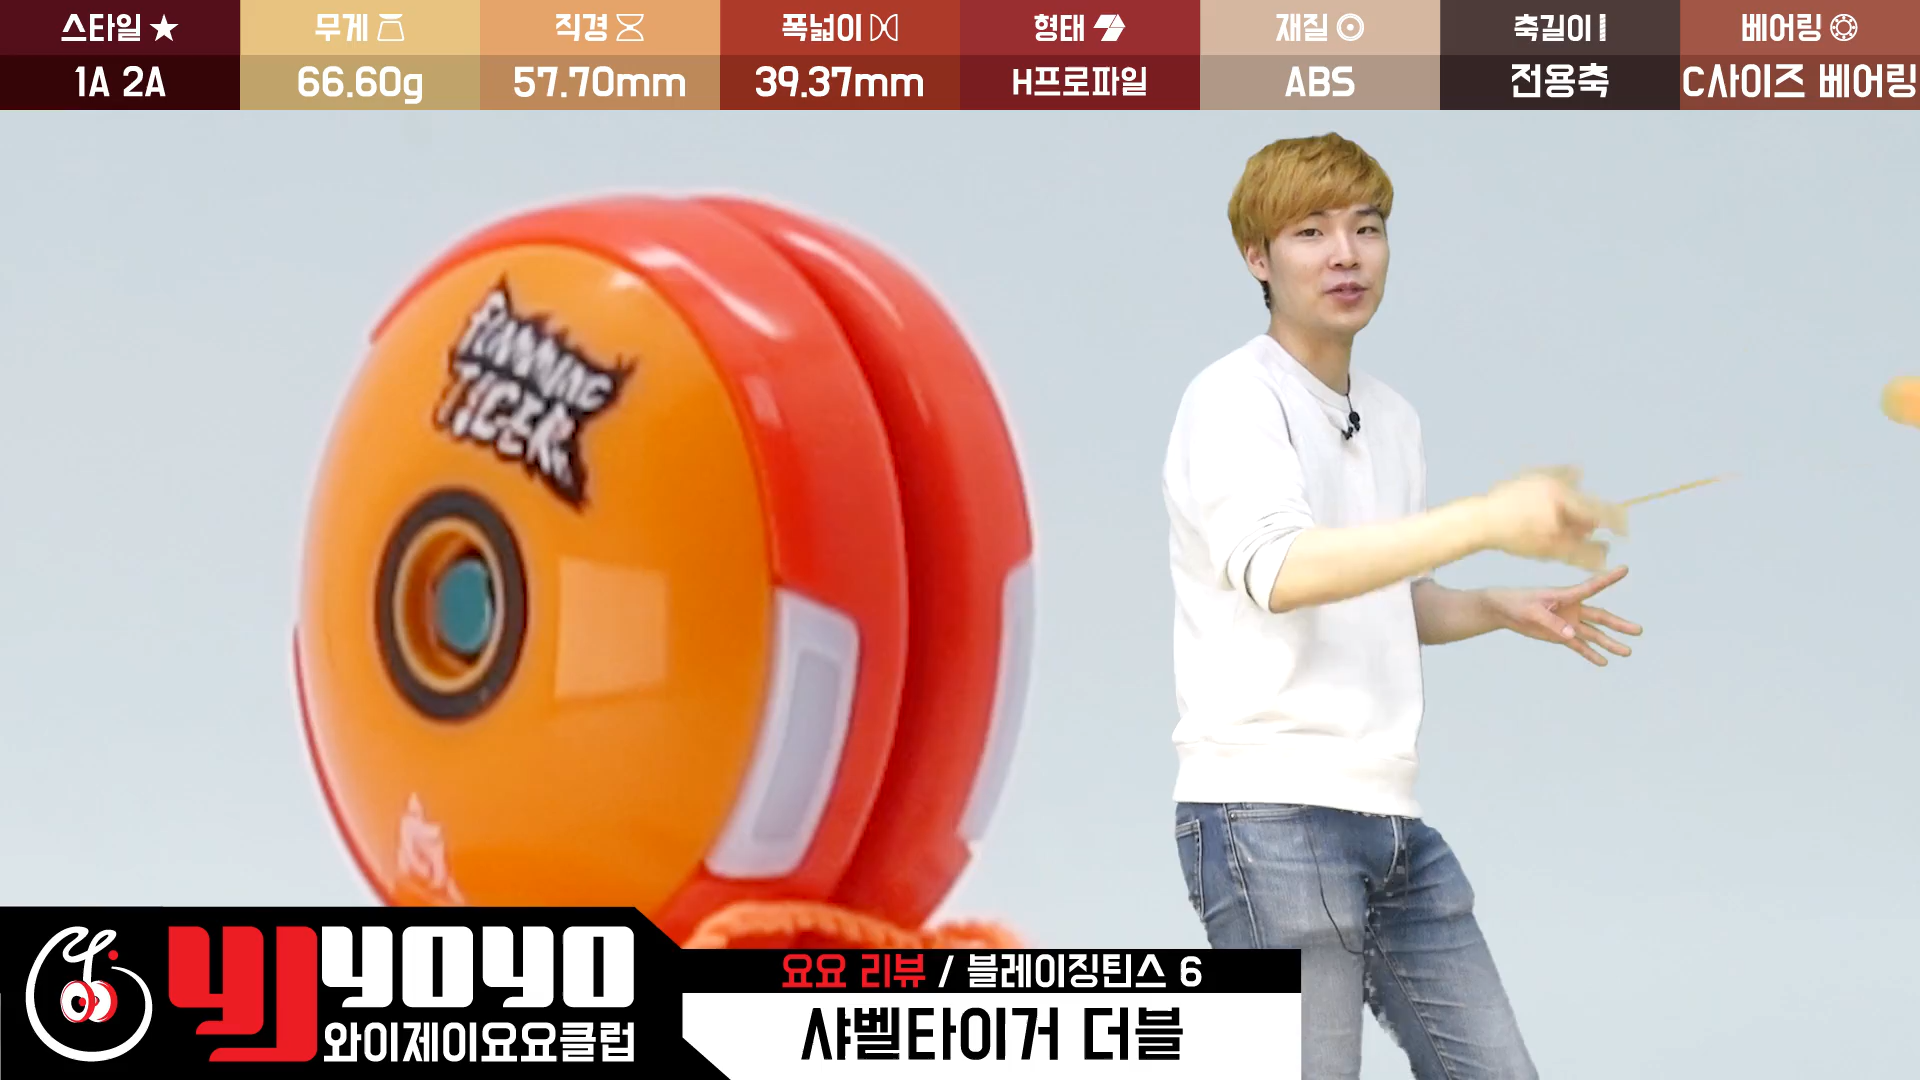 스타일 ★
무게
직경
폭넓이
형태
재질
축길이
베어링
1A 2A
66.60g
57.70mm
39.37mm
H프로파일
ABS
전용축
C사이즈 베어링
RUNNING
TIGER
YJYOYO
와이제이요요클럽
요요 리뷰 / 블레이징틴스 6
샤벨타이거 더블